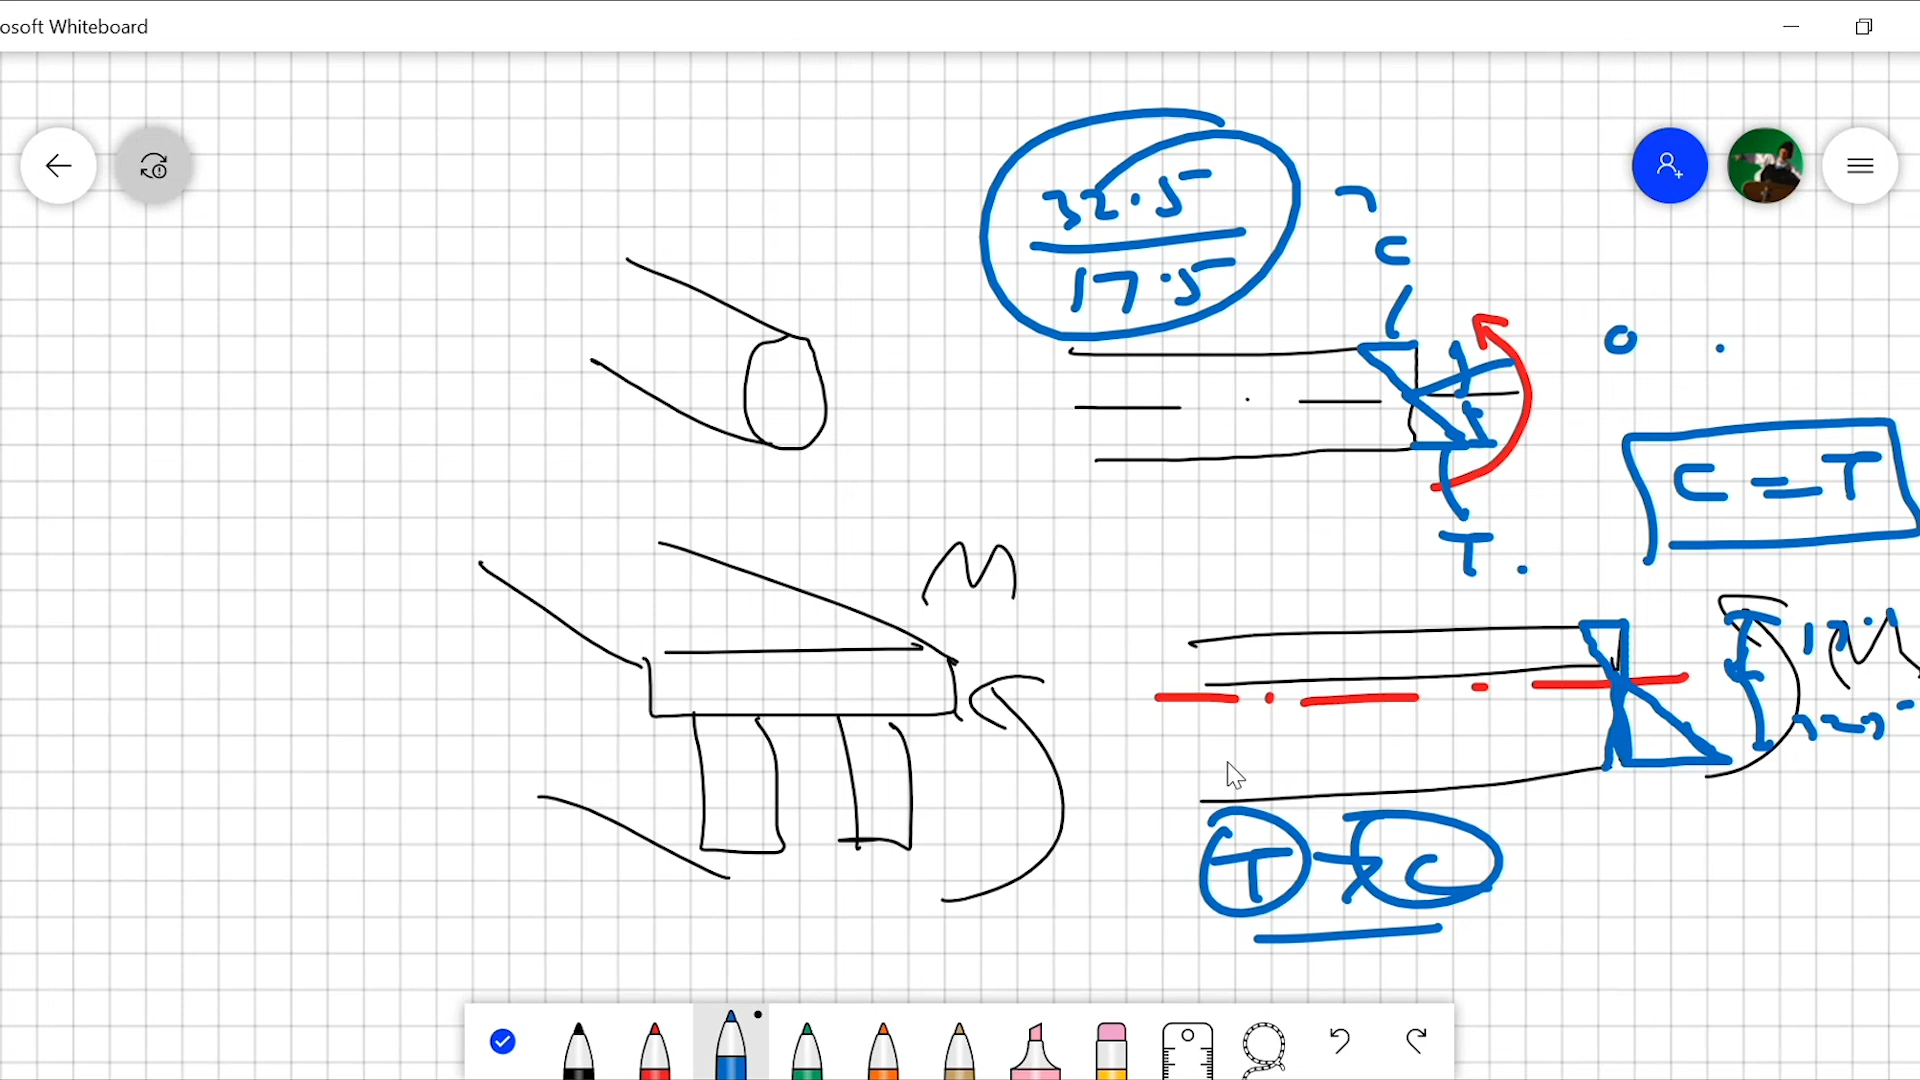 osoft Whiteboard
32.5
17.5
C
O .
C = T
T .
M
M
T
C